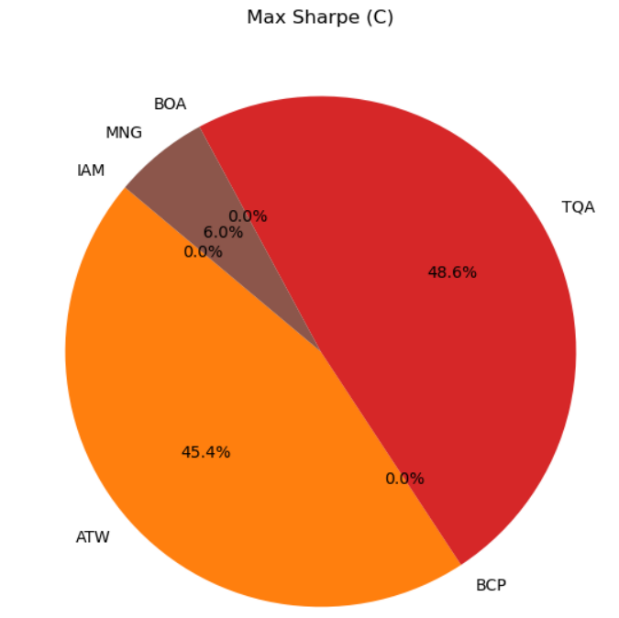 Max Sharpe (C)
BOA
MNG
IAM
TQA
0.0%
6.0%
0.0%
48.6%
45.4%
0.0%
ATW
BCP